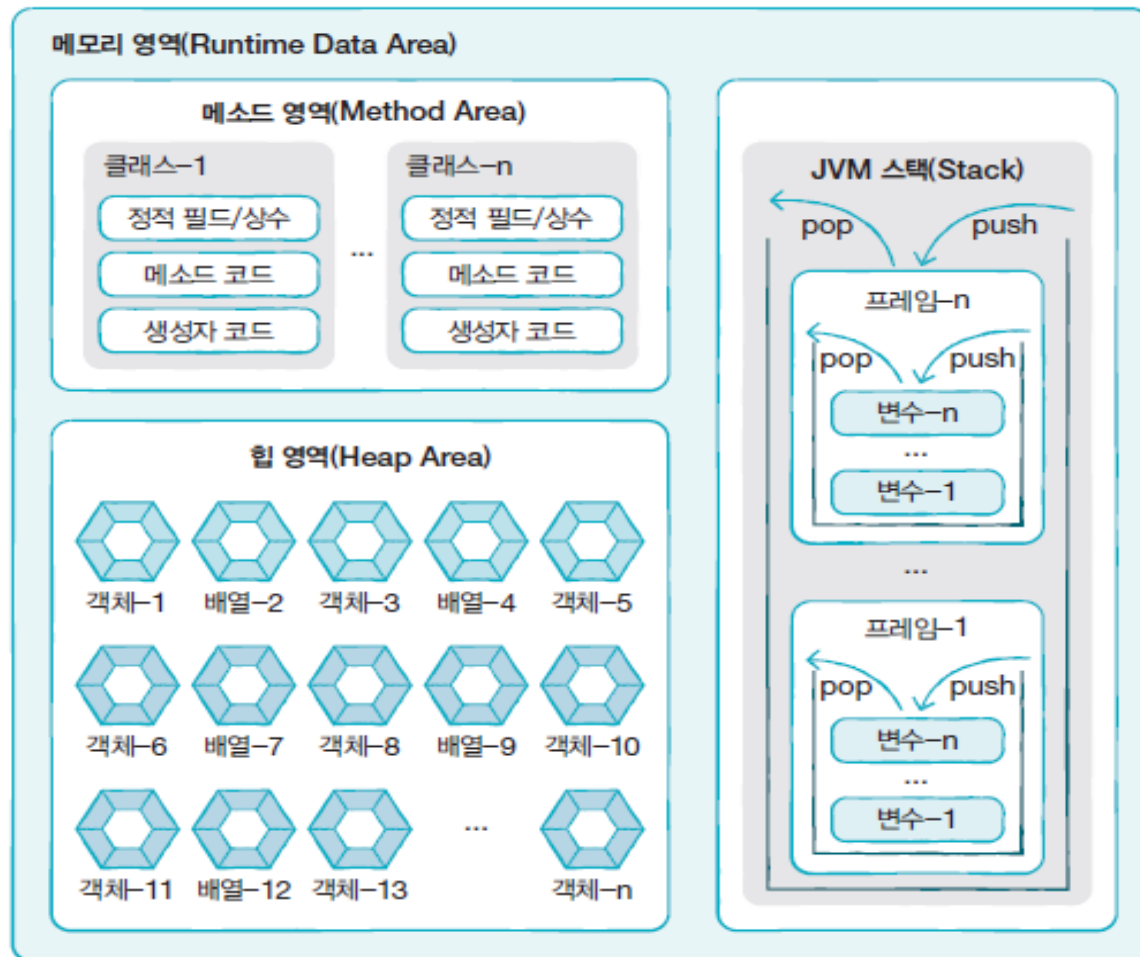 메모리 영역(Runtime Data Area)
메소드 영역(Method Area)
클래스–1
정적 필드/상수
메소드 코드
생성자 코드
...
클래스–n
정적 필드/상수
메소드 코드
생성자 코드
힙 영역(Heap Area)
객체–1 배열–2 객체–3 배열–4 객체–5
객체–6 배열–7 객체–8 배열–9 객체–10
객체–11 배열–12 객체–13 ... 객체–n
JVM 스택(Stack)
pop push
프레임–n
pop push
변수–n
...
변수–1
...
프레임–1
pop push
변수–n
...
변수–1